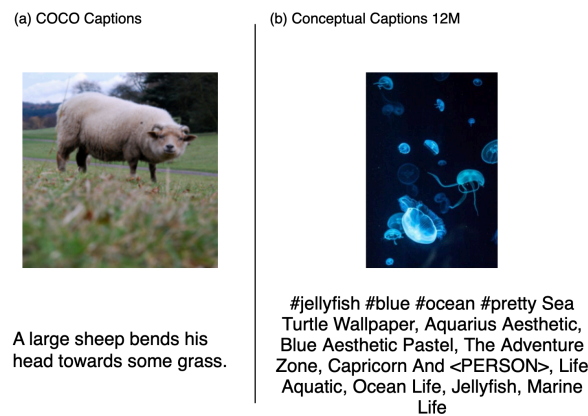 (a) COCO Captions
(b) Conceptual Captions 12M
A large sheep bends his
head towards some grass.
#jellyfish #blue #ocean #pretty Sea
Turtle Wallpaper, Aquarius Aesthetic,
Blue Aesthetic Pastel, The Adventure
Zone, Capricorn And <PERSON>, Life
Aquatic, Ocean Life, Jellyfish, Marine
Life